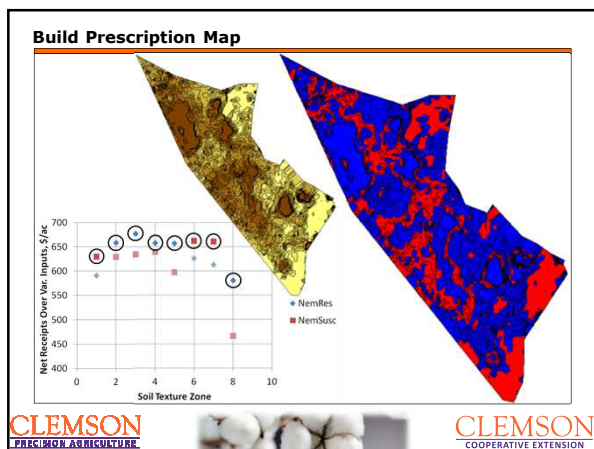 Build Prescription Map
Net Receipts Over Var. Inputs, $/ac
700
650
600
550
500
450
400
0 2 4 6 8 10
Soil Texture Zone
NemRes
NemSusc
CLEMSON
PRECISION AGRICULTURE
CLEMSON
COOPERATIVE EXTENSION